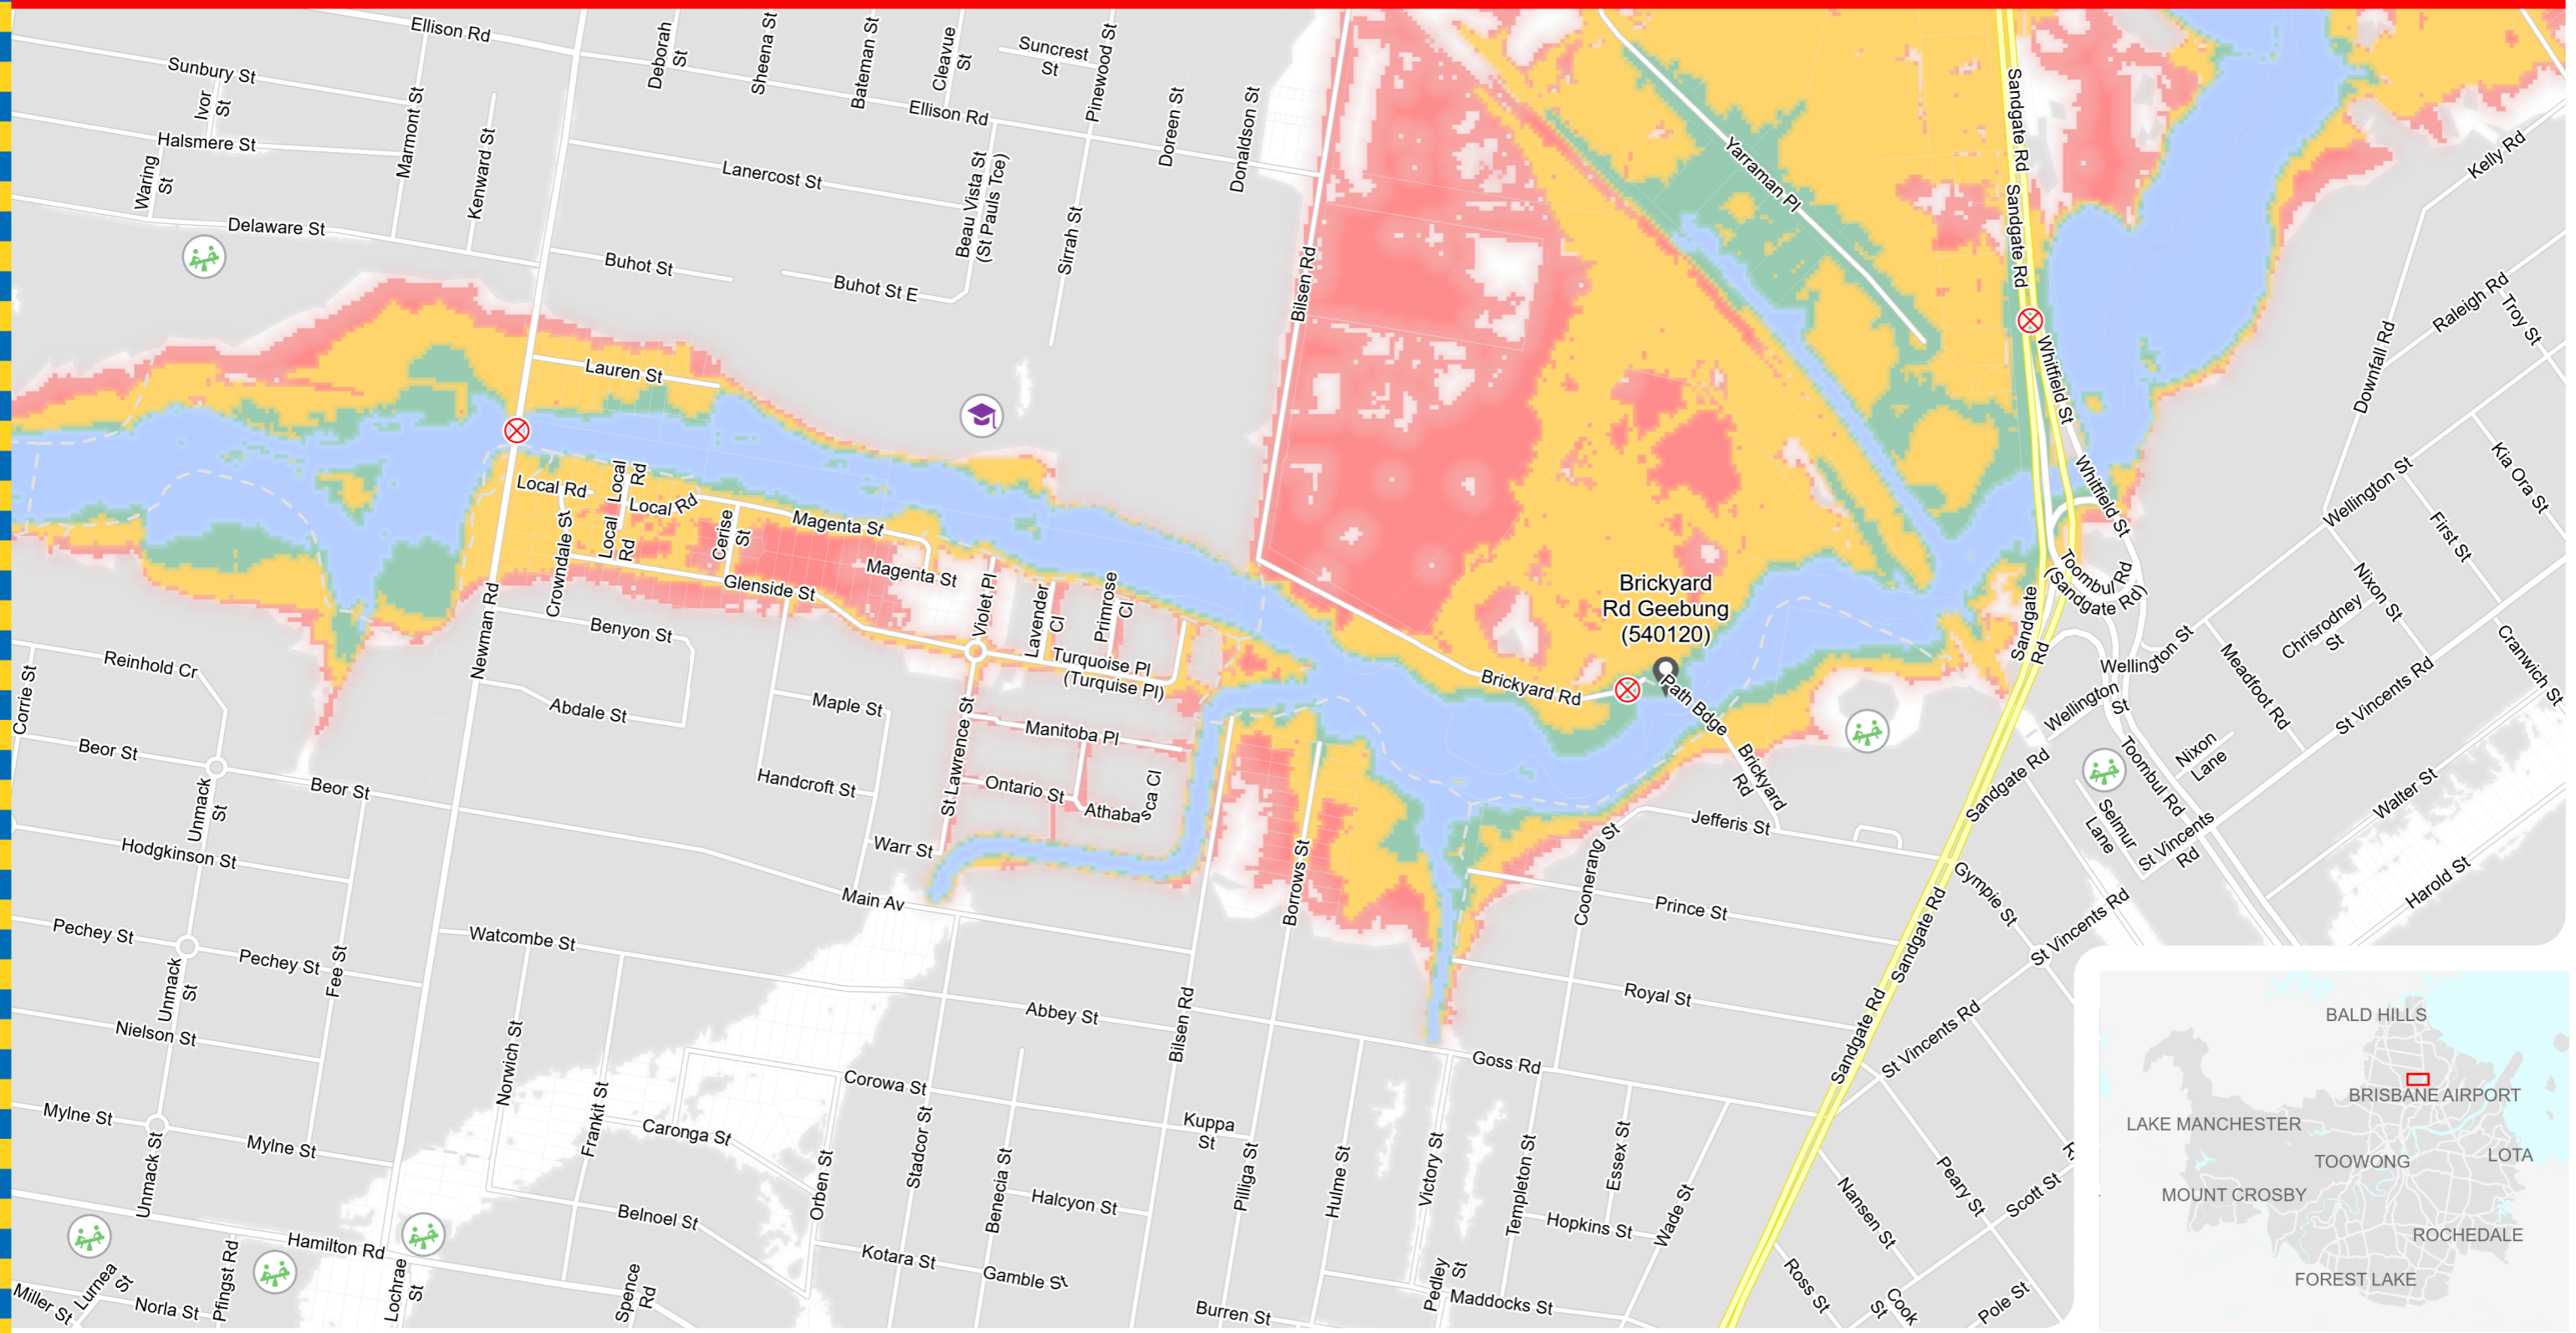 Ellison Rd
Deborah
St
Sheena St
Bateman St
Cleavue
St
Suncrest
St
Pinewood St
Sunbury St
Ivor
St
Marmont St
Halsmere St
Kenward St
Waring
St
Ellison Rd
Doreen St
Donaldson St
Lanercost St
Beau Vista St
(St Pauls Tce)
Sirrah St
Delaware St
Buhot St
Buhot St E
Bilsen Rd
Yarraman Pl
Sandgate Rd
Sandgate Rd
Kelly Rd
Raleigh Rd
Troy St
Downfall Rd
Whitfield St
Whitfield St
Lauren St
Local Rd
Local
Rd
Local Rd
Local
Rd
Crowndale St
Cerise
St
Magenta St
Magenta St
Glenside St
Violet Pl
Lavender
Cl
Primrose
Cl
Turquoise Pl
(Turquise Pl)
Newman Rd
Benyon St
Abdale St
Maple St
Manitoba Pl
St Lawrence St
Handcroft St
Ontario St
Athabasca Cl
Warr St
Brickyard
Rd Geebung
(540120)
Brickyard Rd
Path Bdge
Brickyard
Rd
Toombul Rd
(Sandgate Rd)
Sandgate
Rd
Wellington St
Kia Ora St
First St
Nixon St
Chrisrodney
St
Cranwich St
Wellington St
Wellington
St
Meadfoot Rd
St Vincents Rd
Nixon
Lane
Toombul Rd
Walter St
Selmur
Lane
St Vincents
Rd
Harold St
Sandgate Rd
Corrie St
Reinhold Cr
Beor St
Beor St
Unmack
St
Hodgkinson St
Main Av
Borrows St
Coonerang St
Jefferis St
Gympie St
Prince St
St Vincents Rd
Sandgate Rd
Pechey St
Pechey St
Fee St
Watcombe St
Unmack
St
Nielson St
Norwich St
Frankit St
Abbey St
Bilsen Rd
Royal St
Goss Rd
Sandgate Rd
St Vincents Rd
Corowa St
Mylne St
Mylne St
Unmack St
Caronga St
Orben St
Stadcor St
Benecia St
Kuppa
St
Pilliga St
Hulme St
Victory St
Templeton St
Essex St
Wade St
Hopkins St
Halcyon St
Belnoel St
Kotara St
Gamble St
Hamilton Rd
Lurnea
St
Miller St
Norla St
Pfingst Rd
Lochrae
St
Spence
Rd
Burren St
Pedley
St
Maddocks St
Nansen St
Peary St
Scott St
Ross St
Cook
St
Pole St
BALD HILLS
BRISBANE AIRPORT
LAKE MANCHESTER
TOOWONG
LOTA
MOUNT CROSBY
ROCHEDALE
FOREST LAKE